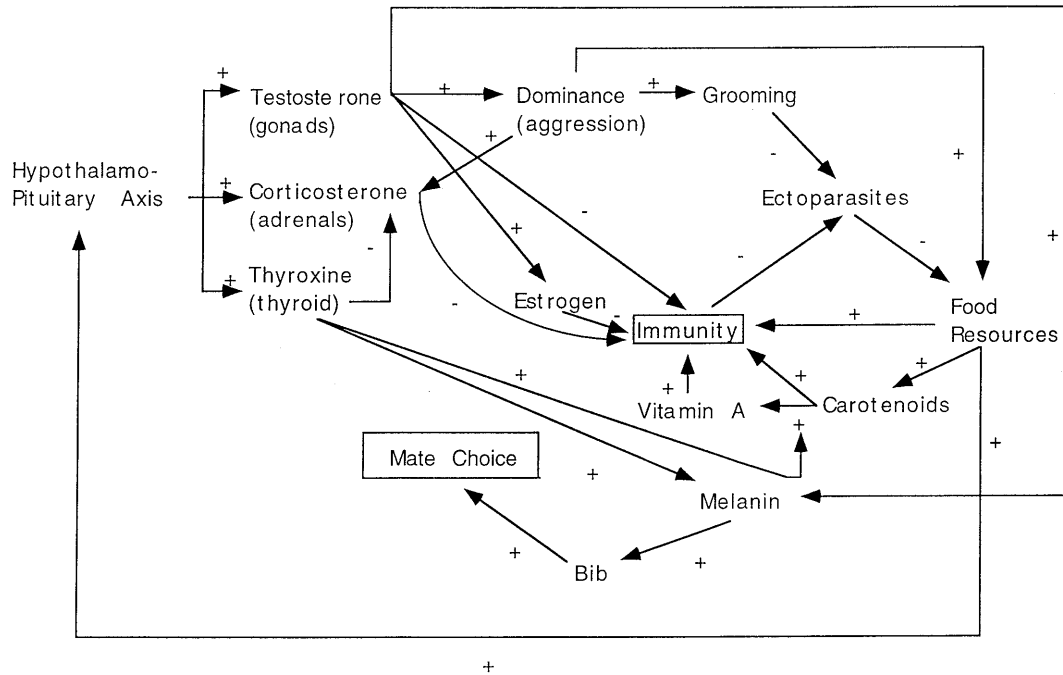 +
+
+
Testosterone
(gonads)
Dominance
(aggression)
Grooming
+
-
+
Hypothalamo-
Pituitary Axis
+
Corticosterone
(adrenals)
Ectoparasites
-
+
-
+
-
-
+
Thyroxine
(thyroid)
-
Estrogen
-
Immunity
+
Food
Resources
+
+
+
Vitamin A
Carotenoids
+
+
+
Mate Choice
+
Melanin
+
Bib
+
+